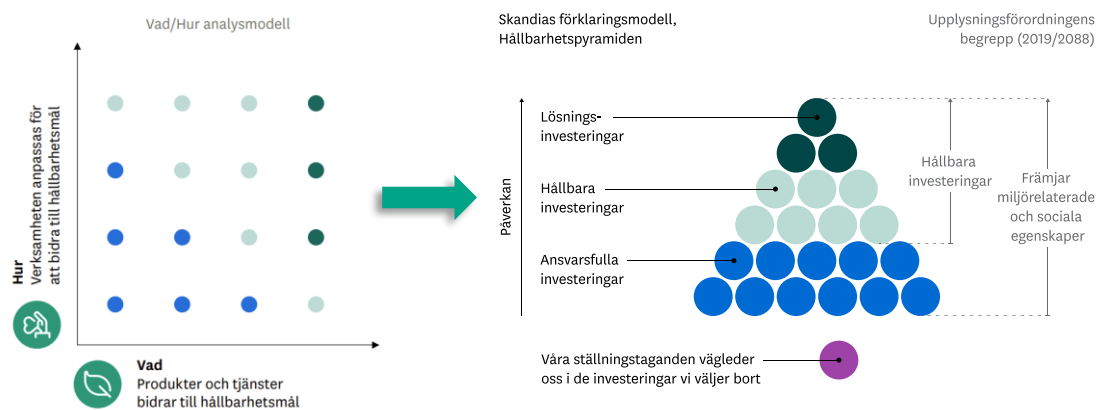 Vad/Hur analysmodell
Hur
Verksamheten anpassas för
att bidra till hållbarhetsmål
Vad
Produkter och tjänster
bidrar till hållbarhetsmål
Skandias förklaringsmodell,
Hållbarhetspyramiden
Upplysningsförordningens
begrepp (2019/2088)
Påverkan
Lösnings-
investeringar
Hållbara
investeringar
Ansvarsfulla
investeringar
Hållbara
investeringar
Främjar
miljörelaterade
och sociala
egenskaper
Våra ställningstaganden vägleder
oss i de investeringar vi väljer bort